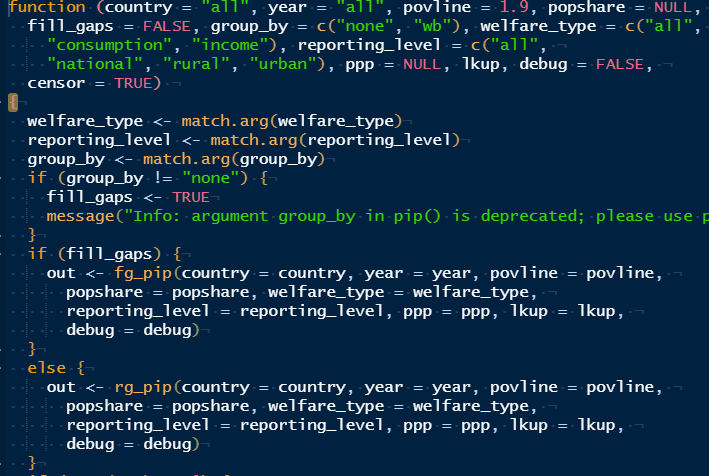 function (country = "all", year = "all", povline = 1.9, popshare = NULL,
fill_gaps = FALSE, group_by = c("none", "wb"), welfare_type = c("all",
"consumption", "income"), reporting_level = c("all",
"national", "rural", "urban"), ppp = NULL, lkup, debug = FALSE,
censor = TRUE)
{
welfare_type <- match.arg(welfare_type)
reporting_level <- match.arg(reporting_level)
group_by <- match.arg(group_by)
if (group_by != "none") {
fill_gaps <- TRUE
message("Info: argument group_by in pip() is deprecated; please use p
}
if (fill_gaps) {
out <- fg_pip(country = country, year = year, povline = povline,
popshare = popshare, welfare_type = welfare_type,
reporting_level = reporting_level, ppp = ppp, lkup = lkup,
debug = debug)
}
else {
out <- rg_pip(country = country, year = year, povline = povline,
popshare = popshare, welfare_type = welfare_type,
reporting_level = reporting_level, ppp = ppp, lkup = lkup,
debug = debug)
}